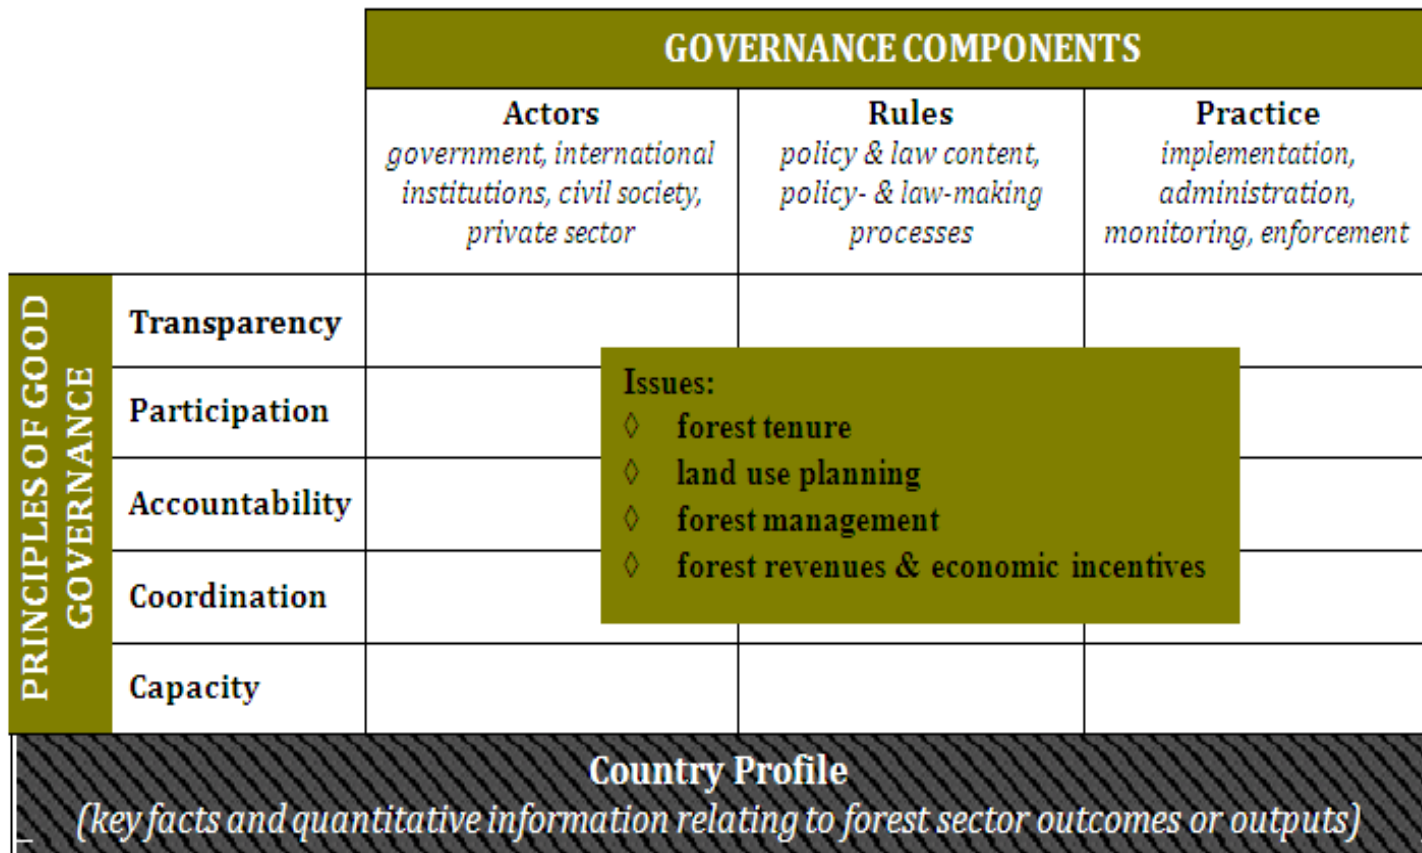 GOVERNANCE COMPONENTS
Actors
government, international
institutions, civil society,
private sector
Rules
policy & law content,
policy- & law-making
processes
Practice
implementation,
administration,
monitoring, enforcement
PRINCIPLES OF GOOD
GOVERNANCE
Transparency
Participation
Accountability
Coordination
Capacity
Issues:
◊ forest tenure
◊ land use planning
◊ forest management
◊ forest revenues & economic incentives
Country Profile
(key facts and quantitative information relating to forest sector outcomes or outputs)